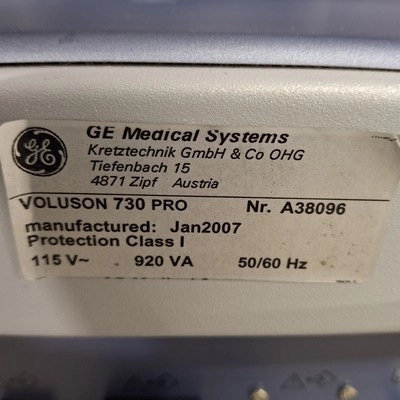 GE
GE Medical Systems
Kretztechnik GmbH & Co OHG
Tiefenbach 15
4871 Zipf Austria
VOLUSON 730 PRO Nr. A38096
manufactured: Jan2007
Protection Class I
115 V~ . 920 VA 50/60 Hz